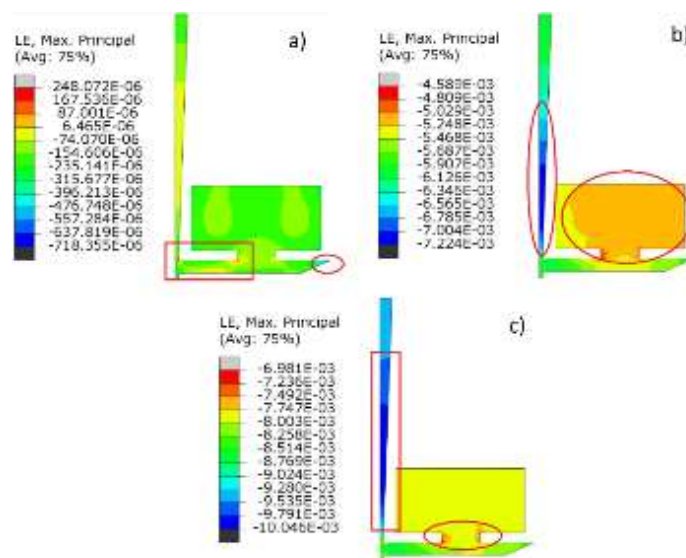 LE, Max. Principal
(Avg: 75%)
248.072E-06
167.536E-06
87.001E-06
6.465E-06
-74.070E-06
-154.606E-06
-235.141E-06
-315.677E-06
-396.213E-06
-476.748E-06
-557.284E-06
-637.819E-06
-718.355E-06
a)
LE, Max. Principal
(Avg: 75%)
-4.589E-03
-4.809E-03
-5.029E-03
-5.248E-03
-5.468E-03
-5.687E-03
-5.907E-03
-6.126E-03
-6.346E-03
-6.565E-03
-6.785E-03
-7.004E-03
-7.224E-03
b)
LE, Max. Principal
(Avg: 75%)
-6.981E-03
-7.236E-03
-7.492E-03
-7.747E-03
-8.003E-03
-8.258E-03
-8.514E-03
-8.769E-03
-9.024E-03
-9.280E-03
-9.535E-03
-9.791E-03
-10.046E-03
c)